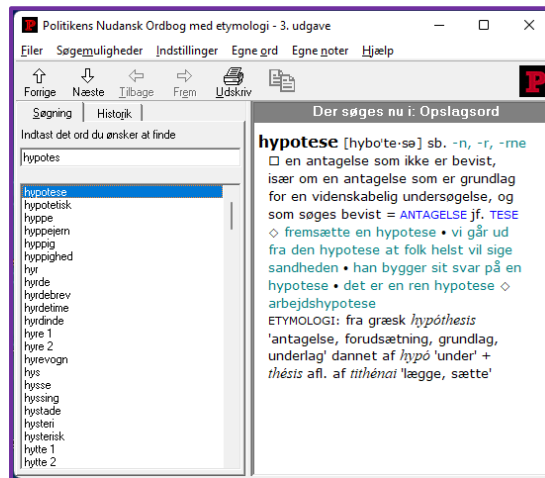 Politikens Nudansk Ordbog med etymologi - 3. udgave
Filer Søgemuligheder Indstillinger Egne ord Egne noter Hjælp
Forrige Næste Tilbage Frem Udskriv
P
Søgning Historik
Indtast det ord du ønsker at finde
hypotes
hypotese
hypotetisk
hyppe
hyppejern
hyppig
hyppighed
hyr
hyrde
hyrdebrev
hyrdetime
hyrdinde
hyre 1
hyre 2
hyrevogn
hys
hysse
hyssing
hystade
hysteri
hysterisk
hytte 1
hytte 2
Der søges nu i: Opslagsord
hypotese [hybo'te·sə] sb. -n, -r, -rne
□ en antagelse som ikke er bevist,
især om en antagelse som er grundlag
for en videnskabelig undersøgelse, og
som søges bevist = ANTAGELSE jf. TESE
◇ fremsætte en hypotese • vi går ud
fra den hypotese at folk helst vil sige
sandheden • han bygger sit svar på en
hypotese • det er en ren hypotese ◇
arbejdshypotese
ETYMOLOGI: fra græsk hypóthesis
'antagelse, forudsætning, grundlag,
underlag' dannet af hypó 'under' +
thésis afl. af tithénai 'lægge, sætte'